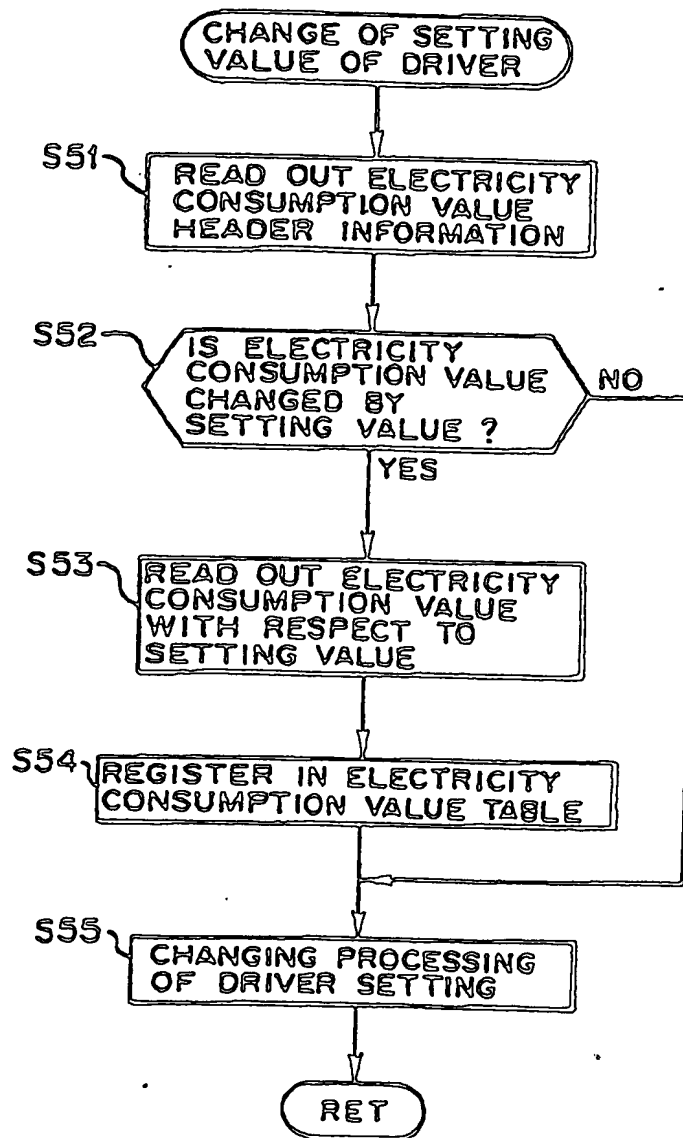 CHANGE OF SETTING
VALUE OF DRIVER
S51
READ OUT ELECTRICITY
CONSUMPTION VALUE
HEADER INFORMATION
S52
IS ELECTRICITY
CONSUMPTION VALUE
CHANGED BY
SETTING VALUE ?
NO
YES
S53
READ OUT ELECTRICITY
CONSUMPTION VALUE
WITH RESPECT TO
SETTING VALUE
S54
REGISTER IN ELECTRICITY
CONSUMPTION VALUE TABLE
S55
CHANGING PROCESSING
OF DRIVER SETTING
RET